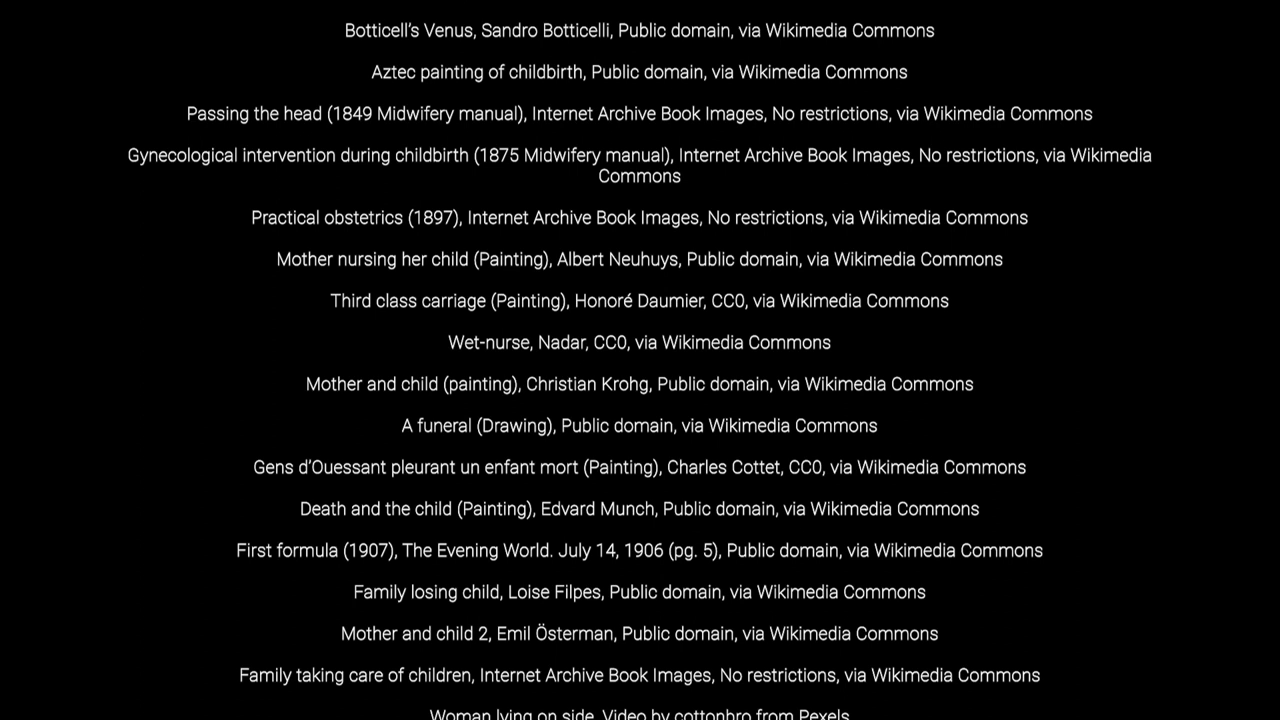 Botticell’s Venus, Sandro Botticelli, Public domain, via Wikimedia Commons
Aztec painting of childbirth, Public domain, via Wikimedia Commons
Passing the head (1849 Midwifery manual), Internet Archive Book Images, No restrictions, via Wikimedia Commons
Gynecological intervention during childbirth (1875 Midwifery manual), Internet Archive Book Images, No restrictions, via Wikimedia
Commons
Practical obstetrics (1897), Internet Archive Book Images, No restrictions, via Wikimedia Commons
Mother nursing her child (Painting), Albert Neuhuys, Public domain, via Wikimedia Commons
Third class carriage (Painting), Honoré Daumier, CC0, via Wikimedia Commons
Wet-nurse, Nadar, CC0, via Wikimedia Commons
Mother and child (painting), Christian Krohg, Public domain, via Wikimedia Commons
A funeral (Drawing), Public domain, via Wikimedia Commons
Gens d’Ouessant pleurant un enfant mort (Painting), Charles Cottet, CC0, via Wikimedia Commons
Death and the child (Painting), Edvard Munch, Public domain, via Wikimedia Commons
First formula (1907), The Evening World. July 14, 1906 (pg. 5), Public domain, via Wikimedia Commons
Family losing child, Loise Filpes, Public domain, via Wikimedia Commons
Mother and child 2, Emil Österman, Public domain, via Wikimedia Commons
Family taking care of children, Internet Archive Book Images, No restrictions, via Wikimedia Commons
Woman lying on side, Video by cottonbro from Pexels